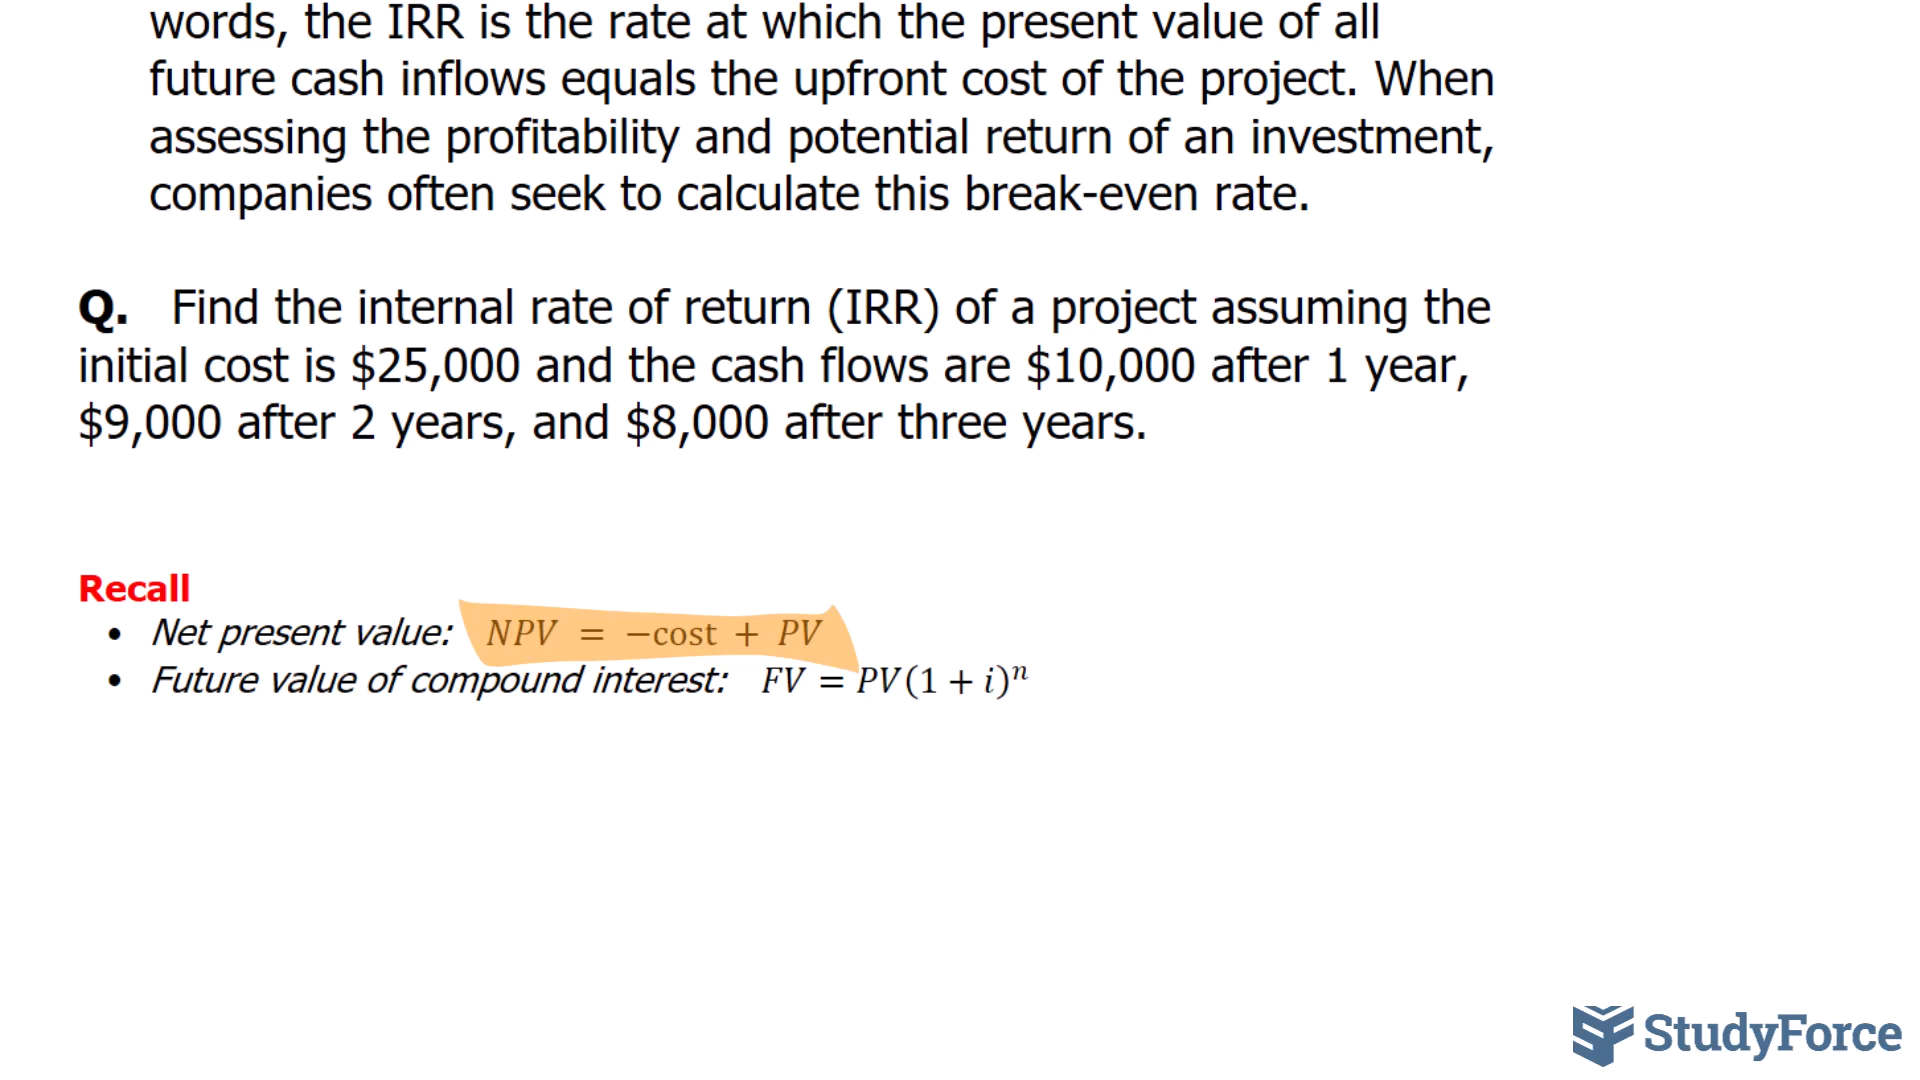 words, the IRR is the rate at which the present value of all
future cash inflows equals the upfront cost of the project. When
assessing the profitability and potential return of an investment,
companies often seek to calculate this break-even rate.
Q. Find the internal rate of return (IRR) of a project assuming the
initial cost is $25,000 and the cash flows are $10,000 after 1 year,
$9,000 after 2 years, and $8,000 after three years.
Recall
• Net present value: NPV = −cost + PV
• Future value of compound interest: FV = PV(1 + i)ⁿ
StudyForce